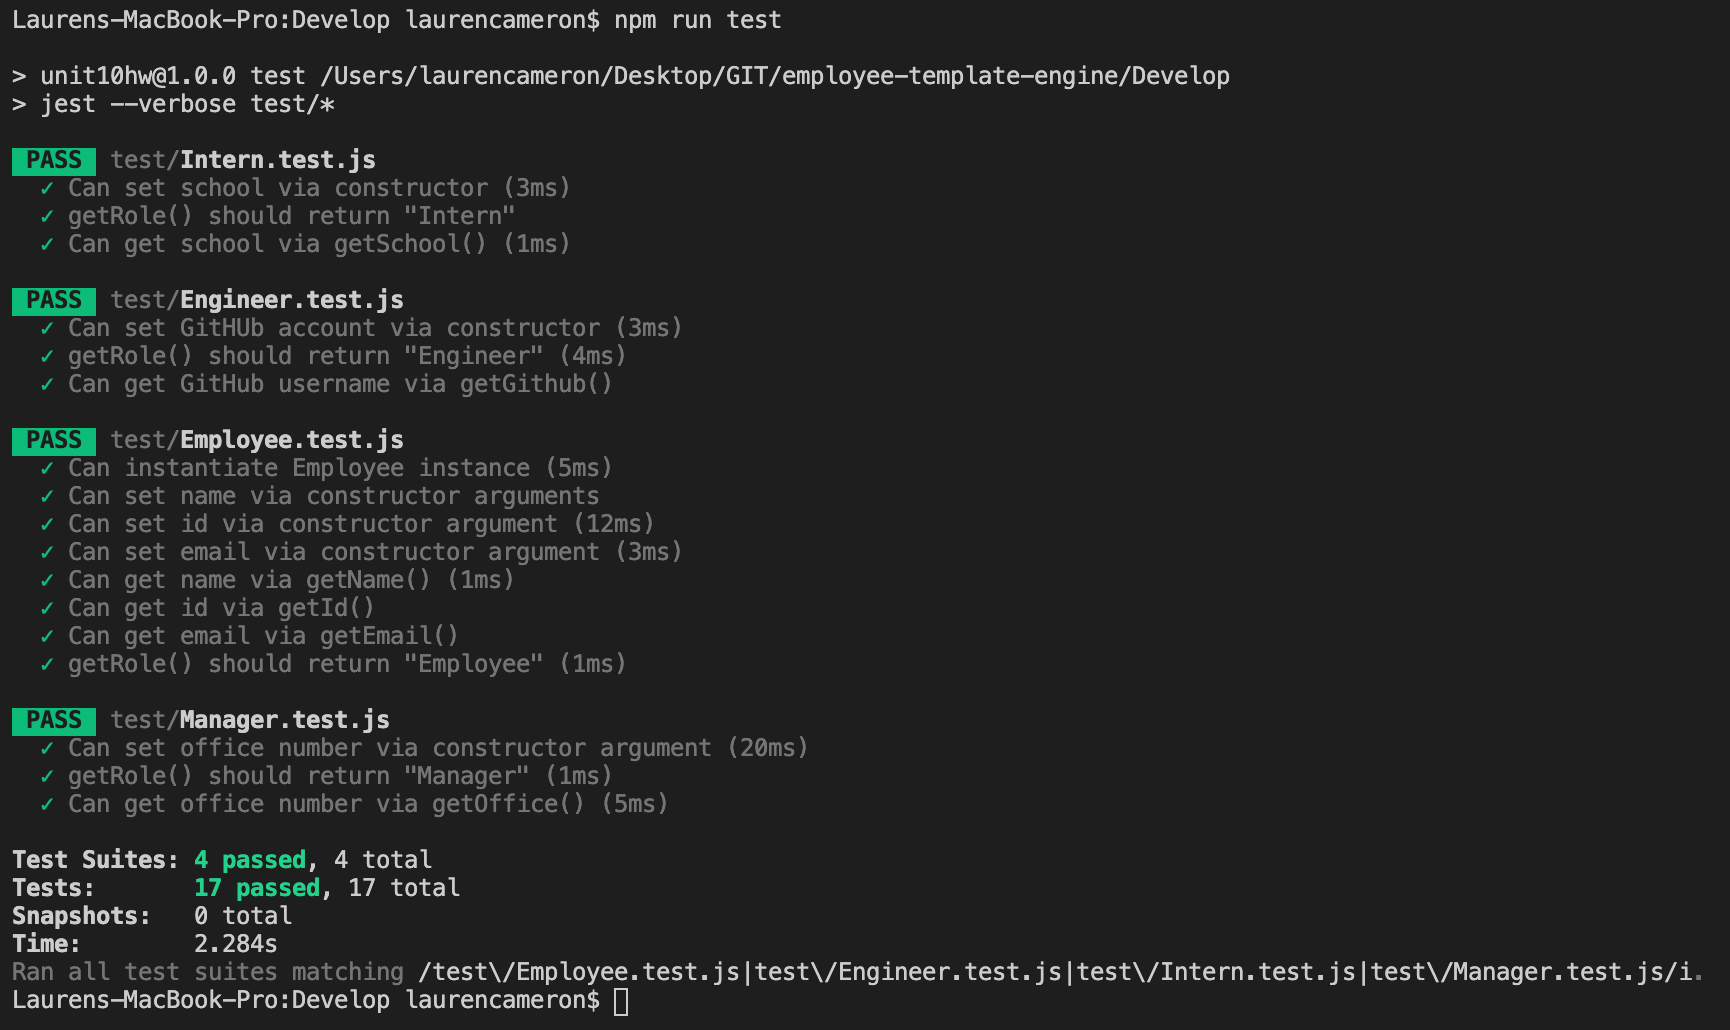 Laurens-MacBook-Pro:Develop laurencameron$ npm run test
> unit10hw@1.0.0 test /Users/laurencameron/Desktop/GIT/employee-template-engine/Develop
> jest --verbose test/*
PASS test/Intern.test.js
✓ Can set school via constructor (3ms)
✓ getRole() should return "Intern"
✓ Can get school via getSchool() (1ms)
PASS test/Engineer.test.js
✓ Can set GitHUb account via constructor (3ms)
✓ getRole() should return "Engineer" (4ms)
✓ Can get GitHub username via getGithub()
PASS test/Employee.test.js
✓ Can instantiate Employee instance (5ms)
✓ Can set name via constructor arguments
✓ Can set id via constructor argument (12ms)
✓ Can set email via constructor argument (3ms)
✓ Can get name via getName() (1ms)
✓ Can get id via getId()
✓ Can get email via getEmail()
✓ getRole() should return "Employee" (1ms)
PASS test/Manager.test.js
✓ Can set office number via constructor argument (20ms)
✓ getRole() should return "Manager" (1ms)
✓ Can get office number via getOffice() (5ms)
Test Suites: 4 passed, 4 total
Tests: 17 passed, 17 total
Snapshots: 0 total
Time: 2.284s
Ran all test suites matching /test\/Employee.test.js|test\/Engineer.test.js|test\/Intern.test.js|test\/Manager.test.js/i.
Laurens-MacBook-Pro:Develop laurencameron$